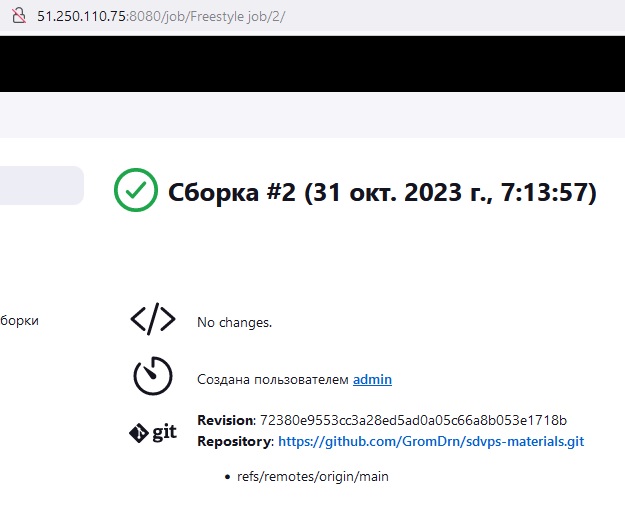 51.250.110.75:8080/job/Freestyle job/2/
Сборка #2 (31 окт. 2023 г., 7:13:57)
борки
No changes.
Создана пользователем admin
git
Revision: 72380e9553cc3a28ed5ad0a05c66a8b053e1718b
Repository: https://github.com/GromDrn/sdvps-materials.git
• refs/remotes/origin/main